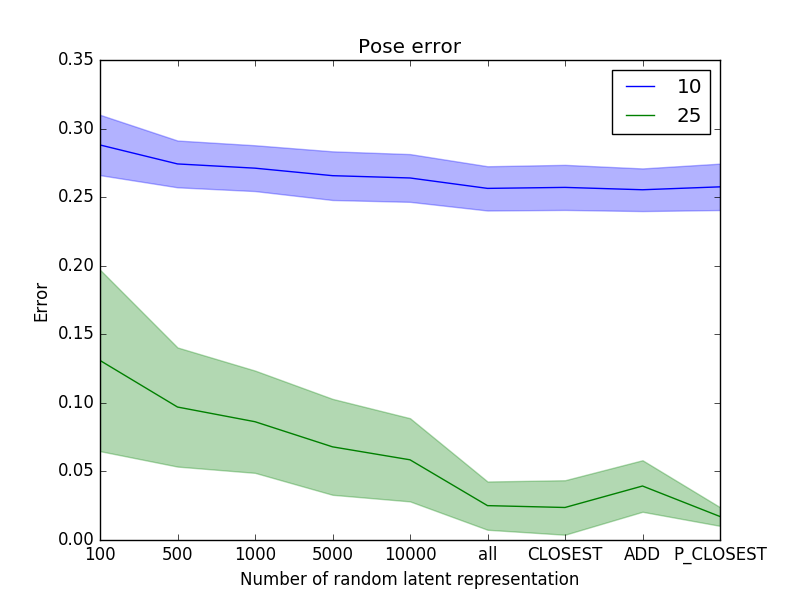 Pose error
10
25
0.35
0.30
0.25
0.20
0.15
0.10
0.05
0.00
Error
100 500 1000 5000 10000 all CLOSEST ADD P_CLOSEST
Number of random latent representation